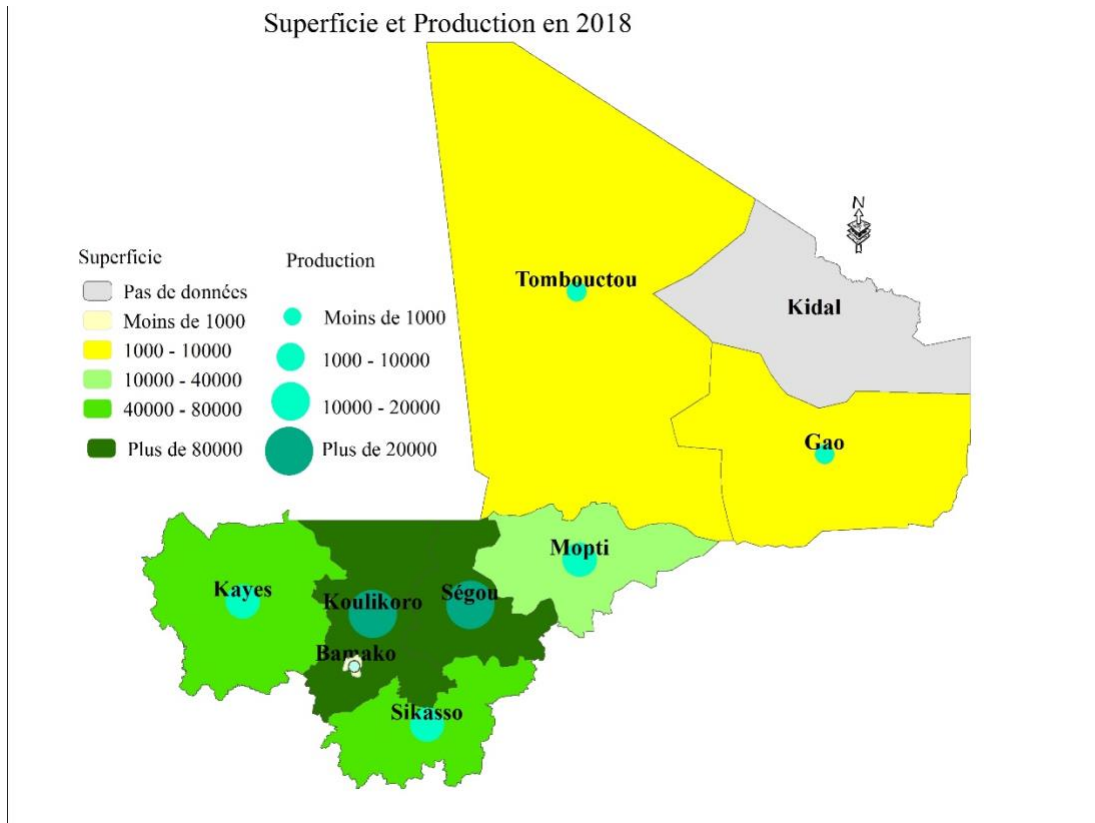 Superficie et Production en 2018
N
Superficie
Pas de données
Moins de 1000
1000 - 10000
10000 - 40000
40000 - 80000
Plus de 80000
Production
Moins de 1000
1000 - 10000
10000 - 20000
Plus de 20000
Tombouctou
Kidal
Gao
Mopti
Kayes
Koulikoro
Ségou
Bamako
Sikasso